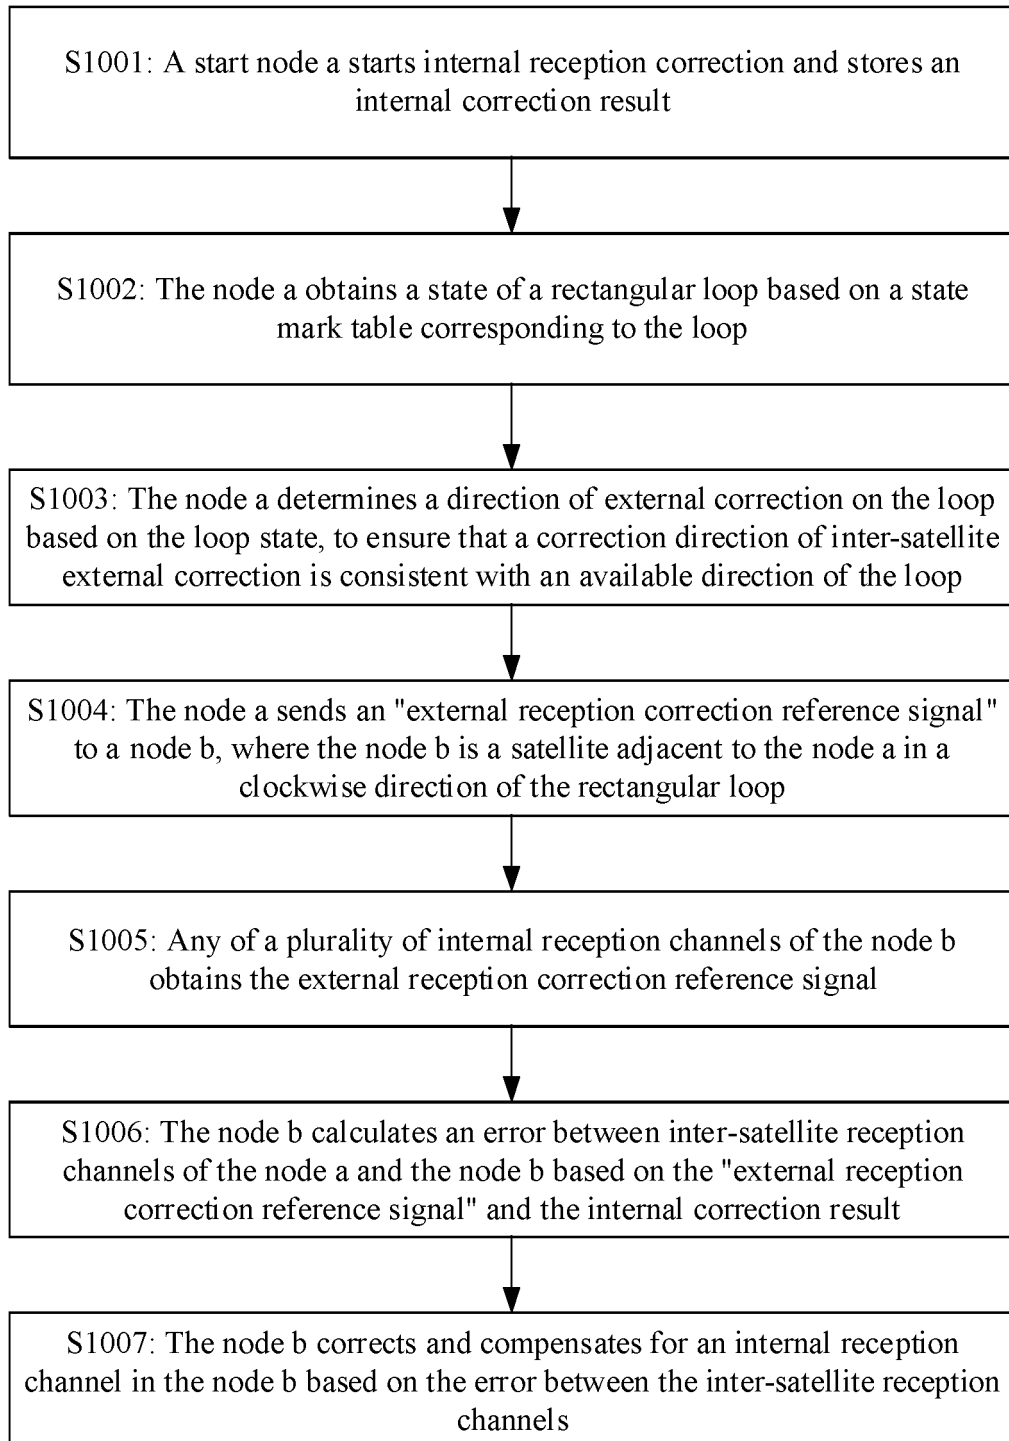 S1001: A start node a starts internal reception correction and stores an
internal correction result
S1002: The node a obtains a state of a rectangular loop based on a state
mark table corresponding to the loop
S1003: The node a determines a direction of external correction on the loop
based on the loop state, to ensure that a correction direction of inter-satellite
external correction is consistent with an available direction of the loop
S1004: The node a sends an "external reception correction reference signal"
to a node b, where the node b is a satellite adjacent to the node a in a
clockwise direction of the rectangular loop
S1005: Any of a plurality of internal reception channels of the node b
obtains the external reception correction reference signal
S1006: The node b calculates an error between inter-satellite reception
channels of the node a and the node b based on the "external reception
correction reference signal" and the internal correction result
S1007: The node b corrects and compensates for an internal reception
channel in the node b based on the error between the inter-satellite reception
channels